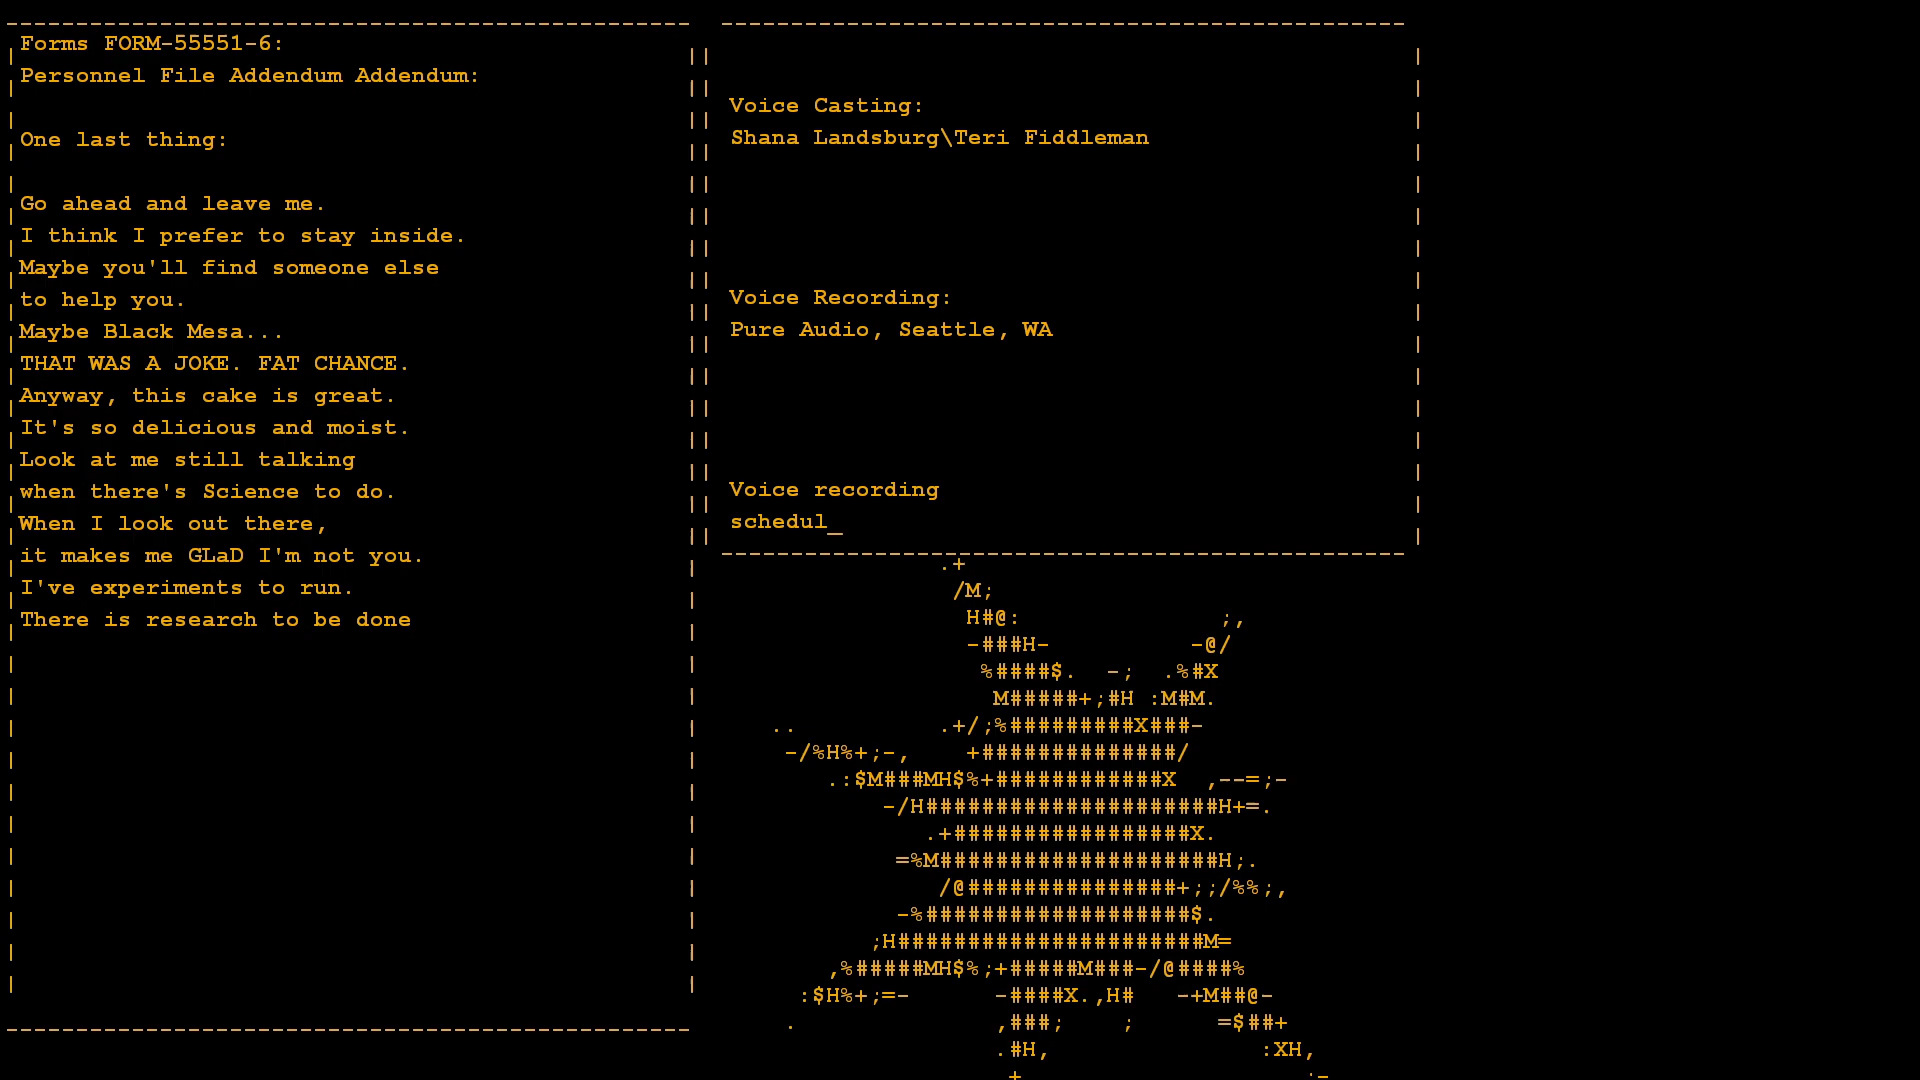 Forms FORM-55551-6:
Personnel File Addendum Addendum:
One last thing:
Go ahead and leave me.
I think I prefer to stay inside.
Maybe you'll find someone else
to help you.
Maybe Black Mesa...
THAT WAS A JOKE. FAT CHANCE.
Anyway, this cake is great.
It's so delicious and moist.
Look at me still talking
when there's Science to do.
When I look out there,
it makes me GLaD I'm not you.
I've experiments to run.
There is research to be done
Voice Casting:
Shana Landsburg\Teri Fiddleman
Voice Recording:
Pure Audio, Seattle, WA
Voice recording
schedul_